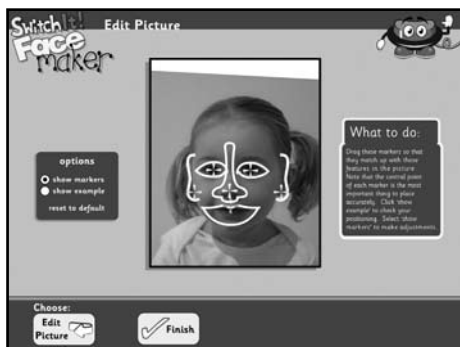 SwitchIt!
Face
maker
Edit Picture
options
show markers
show example
reset to default
What to do:
Drag these markers so that
they match up with those
features in the picture
Note that the central point
of each marker is the most
important thing to place
accurately. Click 'show
example' to check your
positioning. Select 'show
markers' to make adjustments.
Choose:
Edit
Picture
Finish